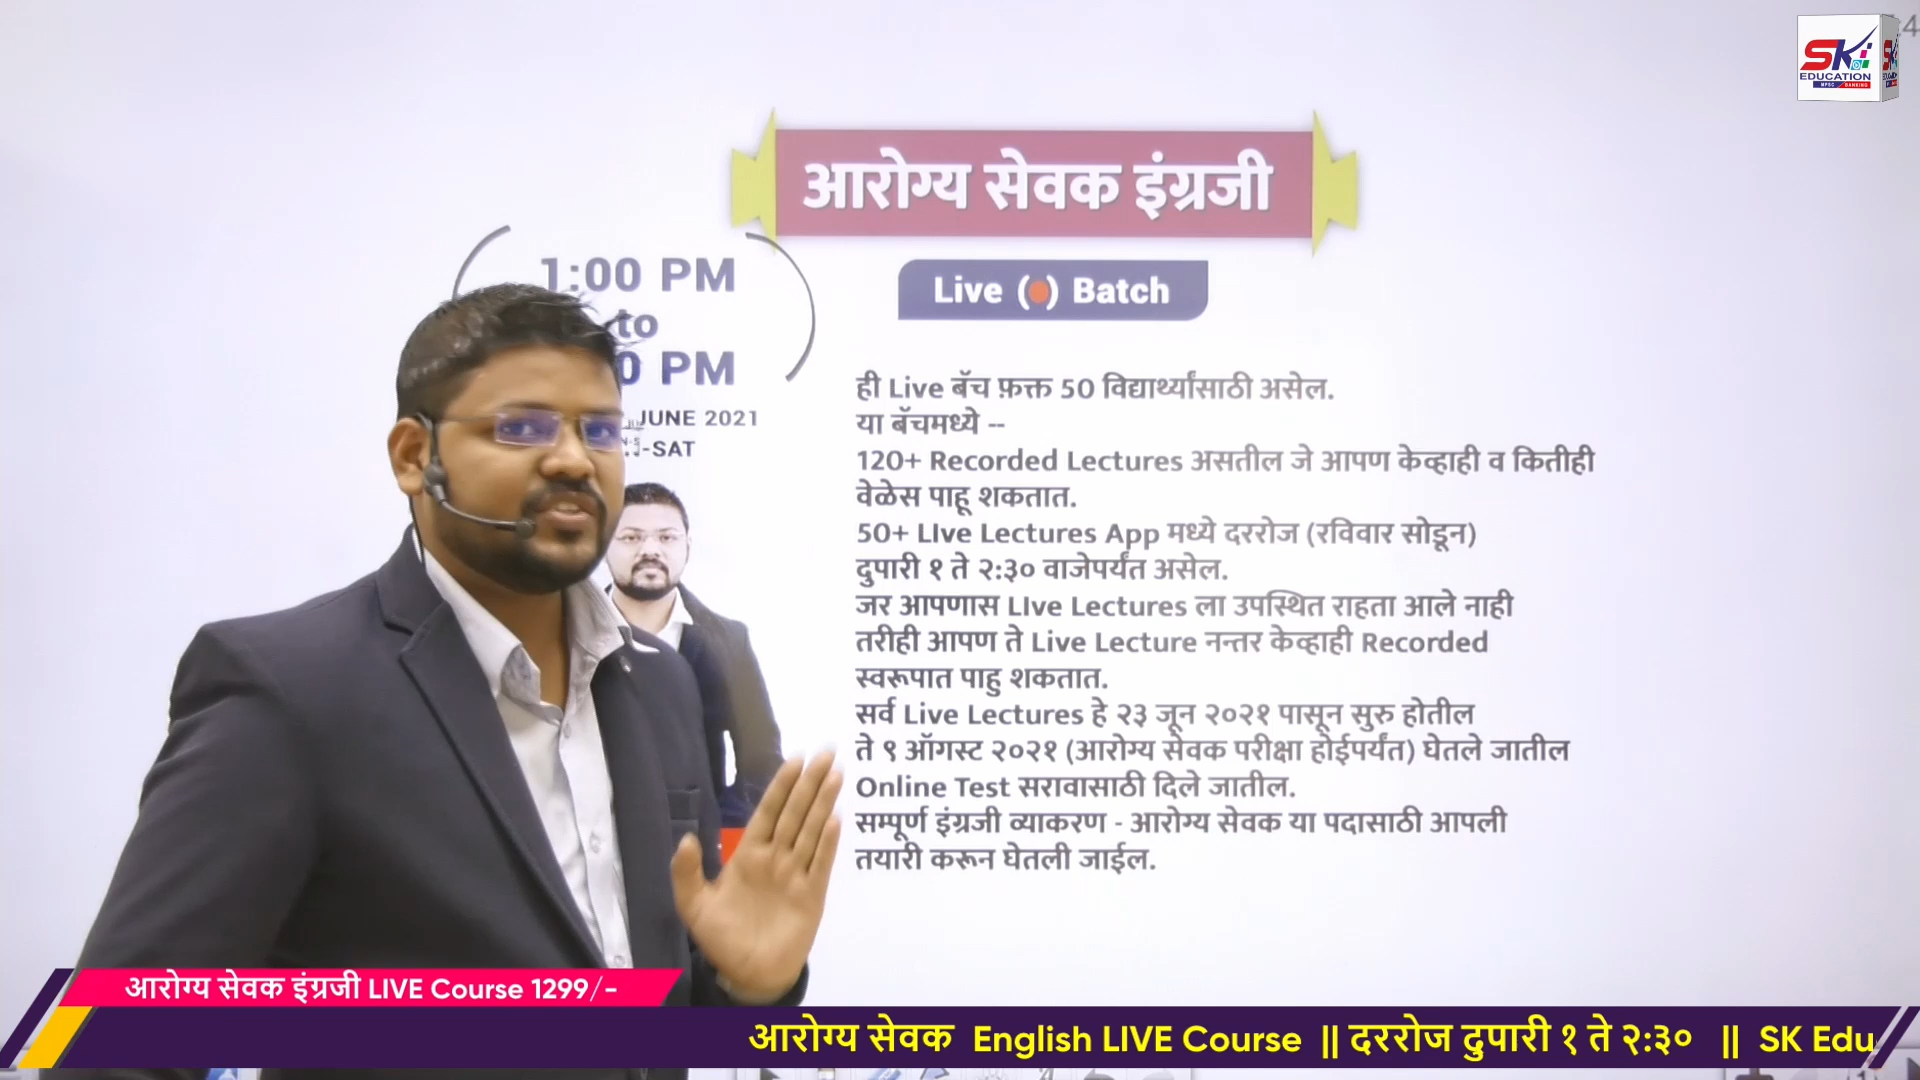 SK
EDUCATION
MPSC BANKING
आरोग्य सेवक इंग्रजी
1:00 PM
to
0 PM
JUNE 2021
-SAT
Live Batch
ही Live बॅच फ़क्त 50 विद्यार्थ्यांसाठी असेल.
या बॅचमध्ये --
120+ Recorded Lectures असतील जे आपण केव्हाही व कितीही
वेळेस पाहू शकतात.
50+ LIve Lectures App मध्ये दररोज (रविवार सोडून)
दुपारी १ ते २:३० वाजेपर्यंत असेल.
जर आपणास LIve Lectures ला उपस्थित राहता आले नाही
तरीही आपण ते Live Lecture नन्तर केव्हाही Recorded
स्वरूपात पाहु शकतात.
सर्व Live Lectures हे २३ जून २०२१ पासून सुरु होतील
ते ९ ऑगस्ट २०२१ (आरोग्य सेवक परीक्षा होईपर्यंत) घेतले जातील
Online Test सरावासाठी दिले जातील.
सम्पूर्ण इंग्रजी व्याकरण - आरोग्य सेवक या पदासाठी आपली
तयारी करून घेतली जाईल.
आरोग्य सेवक इंग्रजी LIVE Course 1299/-
आरोग्य सेवक English LIVE Course || दररोज दुपारी १ ते २:३० || SK Edu